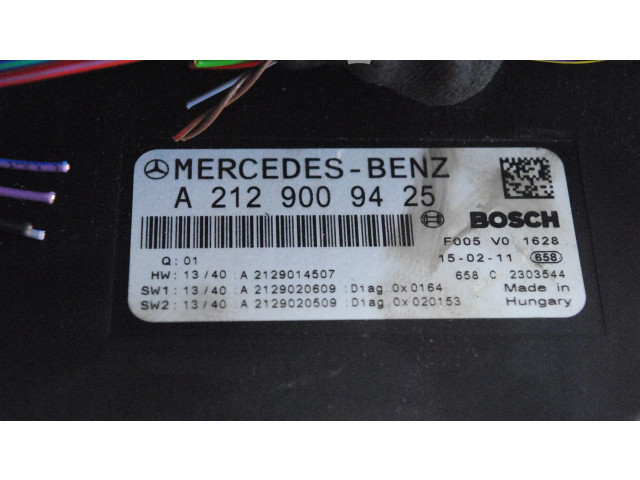 MERCEDES-BENZ
A 212 900 94 25
BOSCH
F005 V0 1628
Q: 01
15-02-11 658
HW: 13/40 :A 2129014507
658 C 2303544
SW1: 13/40 :A 2129020609 :Diag.0x0164
Made in
SW2: 13/40 :A 2129020509 :Diag.0x020153
Hungary